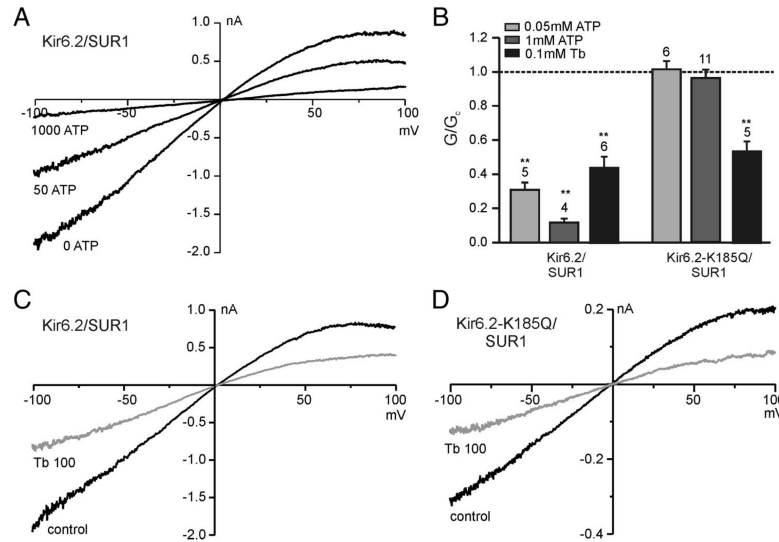 A
Kir6.2/SUR1
nA
1.0
0.5
-100
-50
50
100
mV
1000 ATP
-0.5
50 ATP
-1.0
-1.5
0 ATP
-2.0
B
0.05mM ATP
1mM ATP
0.1mM Tb
G/Gc
1.0
0.8
0.6
0.4
0.2
0.0
6
11
**
5
**
4
**
6
**
5
Kir6.2/
SUR1
Kir6.2-K185Q/
SUR1
C
Kir6.2/SUR1
1.0
nA
0.5
-100
-50
50
100
mV
-0.5
Tb 100
-1.0
-1.5
control
-2.0
D
Kir6.2-K185Q/
SUR1
0.2
nA
-100
-50
50
100
mV
Tb 100
-0.2
control
-0.4